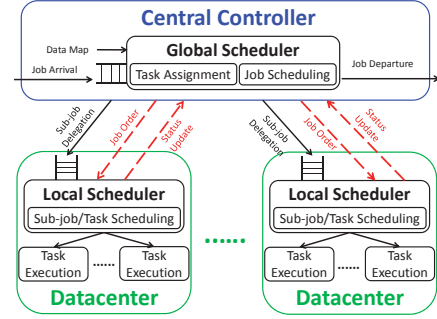 Central Controller
Data Map
Global Scheduler
Job Arrival
Task Assignment
Job Scheduling
Job Departure
Sub-job
Delegation
Job Order
Status
Update
Sub-job
Delegation
Job Order
Status
Update
Local Scheduler
Sub-job/Task Scheduling
Task
Execution
......
Task
Execution
Datacenter
......
Local Scheduler
Sub-job/Task Scheduling
Task
Execution
......
Task
Execution
Datacenter